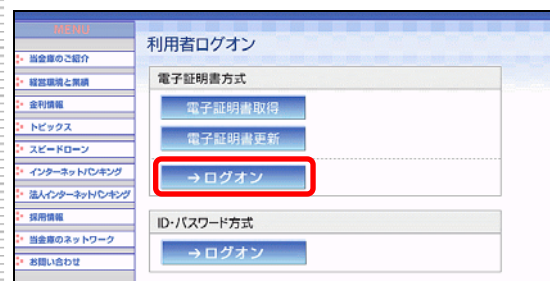 MENU
当金庫のご紹介
経営環境と業績
金利情報
トピックス
スピードローン
インターネットバンキング
法人インターネットバンキング
採用情報
当金庫のネットワーク
お問い合わせ
利用者ログオン
電子証明書方式
電子証明書取得
電子証明書更新
→ログオン
ID・パスワード方式
→ログオン